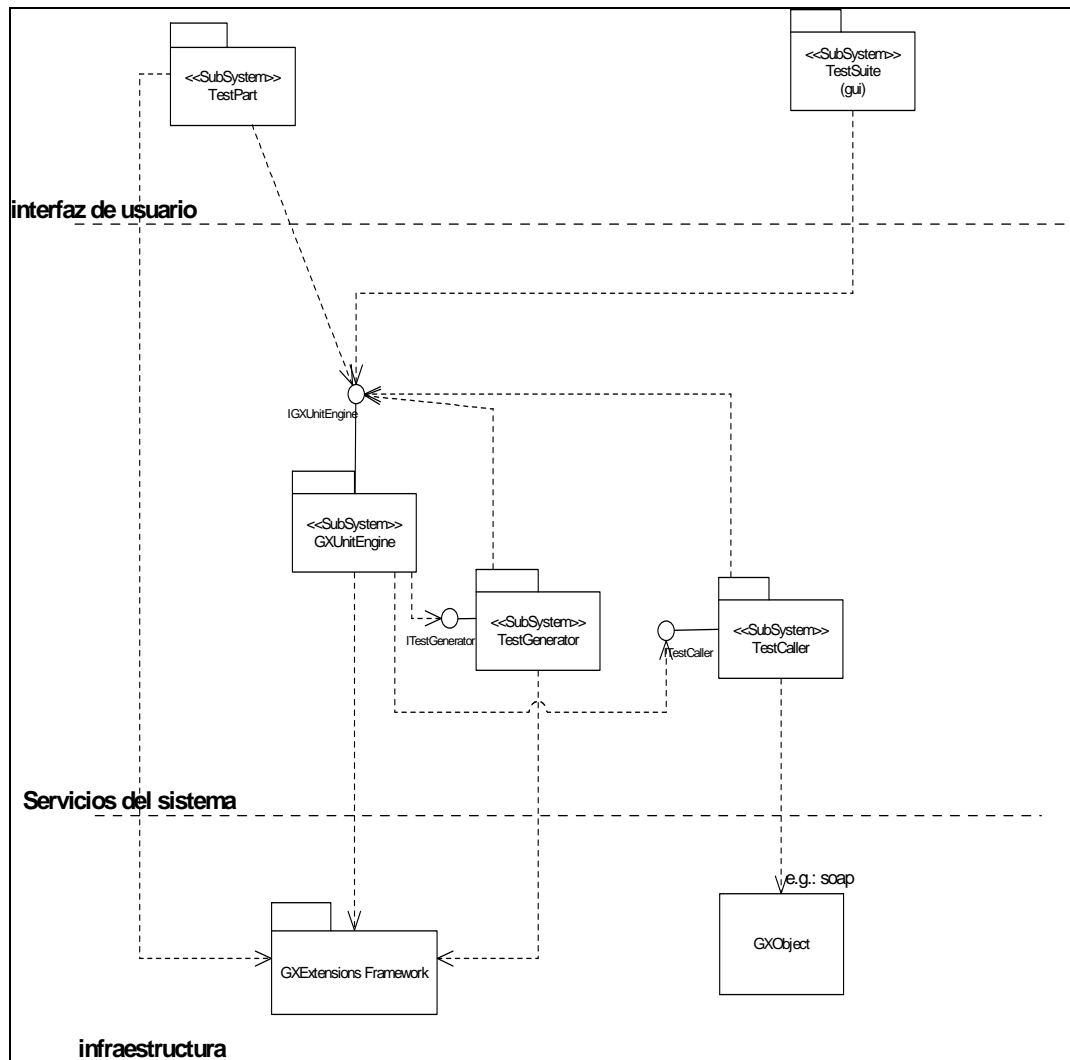 <<SubSystem>>
TestPart
<<SubSystem>>
TestSuite
(gui)
interfaz de usuario
IGXUnitEngine
<<SubSystem>>
GXUnitEngine
ITestGenerator
<<SubSystem>>
TestGenerator
ITestCaller
<<SubSystem>>
TestCaller
Servicios del sistema
e.g.: soap
GXExtensions Framework
GXObject
infraestructura